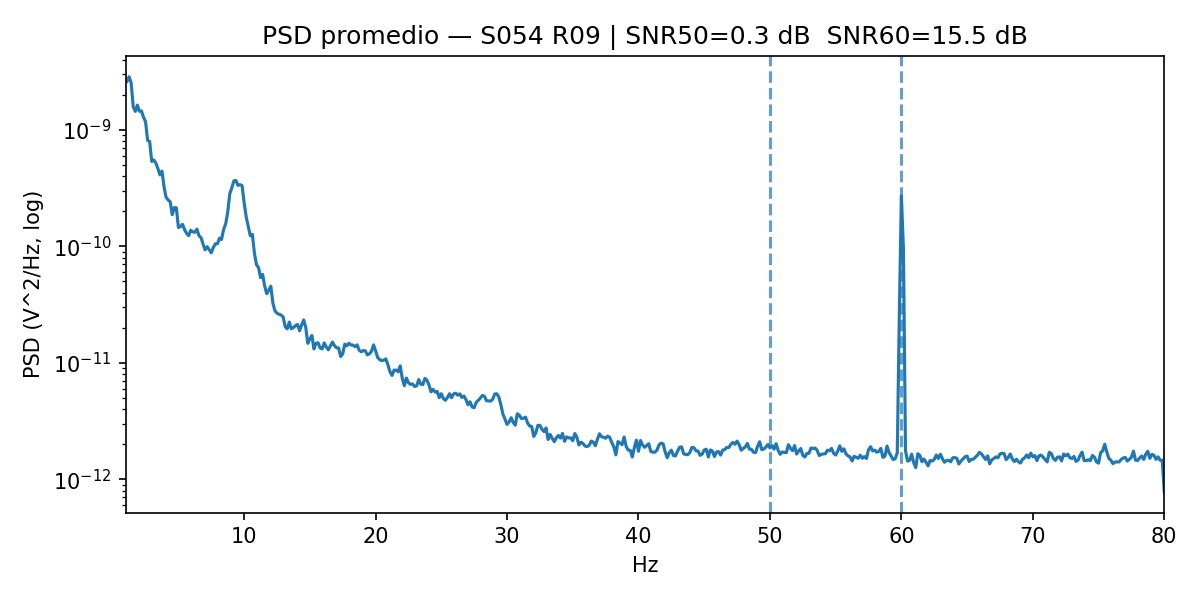 PSD promedio — S054 R09 | SNR50=0.3 dB  SNR60=15.5 dB
PSD (V^2/Hz, log)
10⁻⁹
10⁻¹⁰
10⁻¹¹
10⁻¹²
10 20 30 40 50 60 70 80
Hz